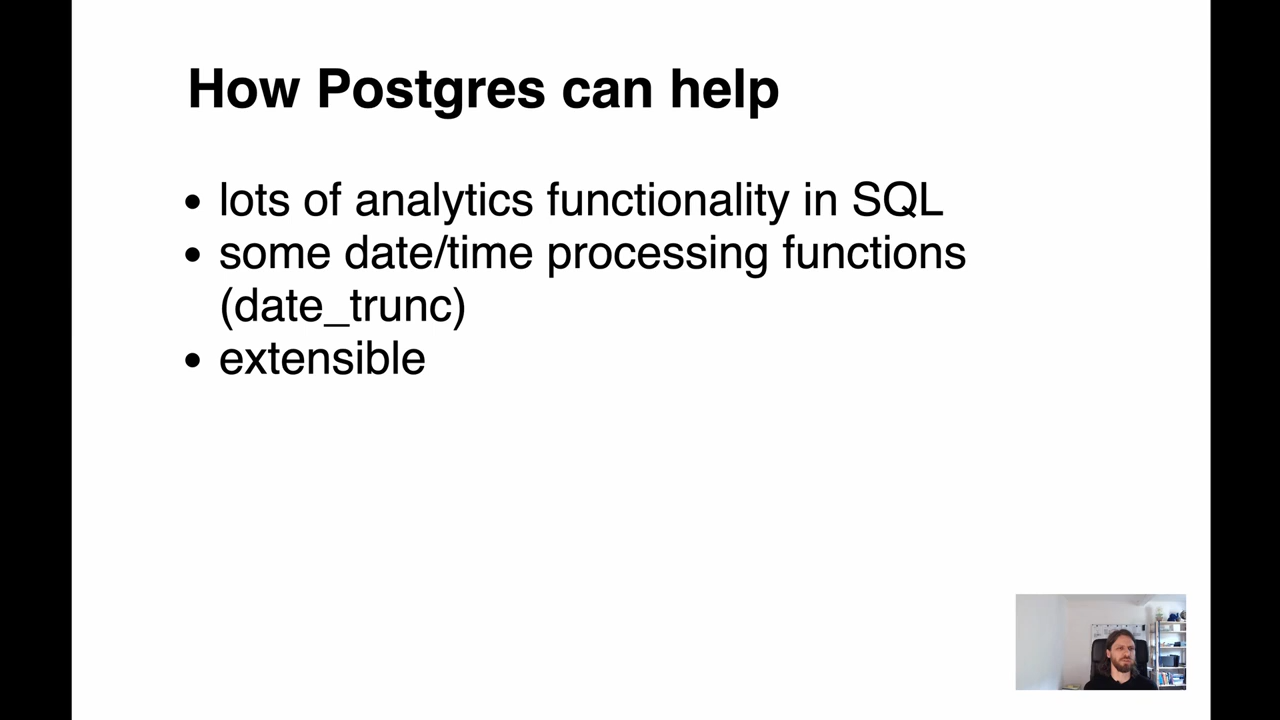 How Postgres can help
• lots of analytics functionality in SQL
• some date/time processing functions
(date_trunc)
• extensible